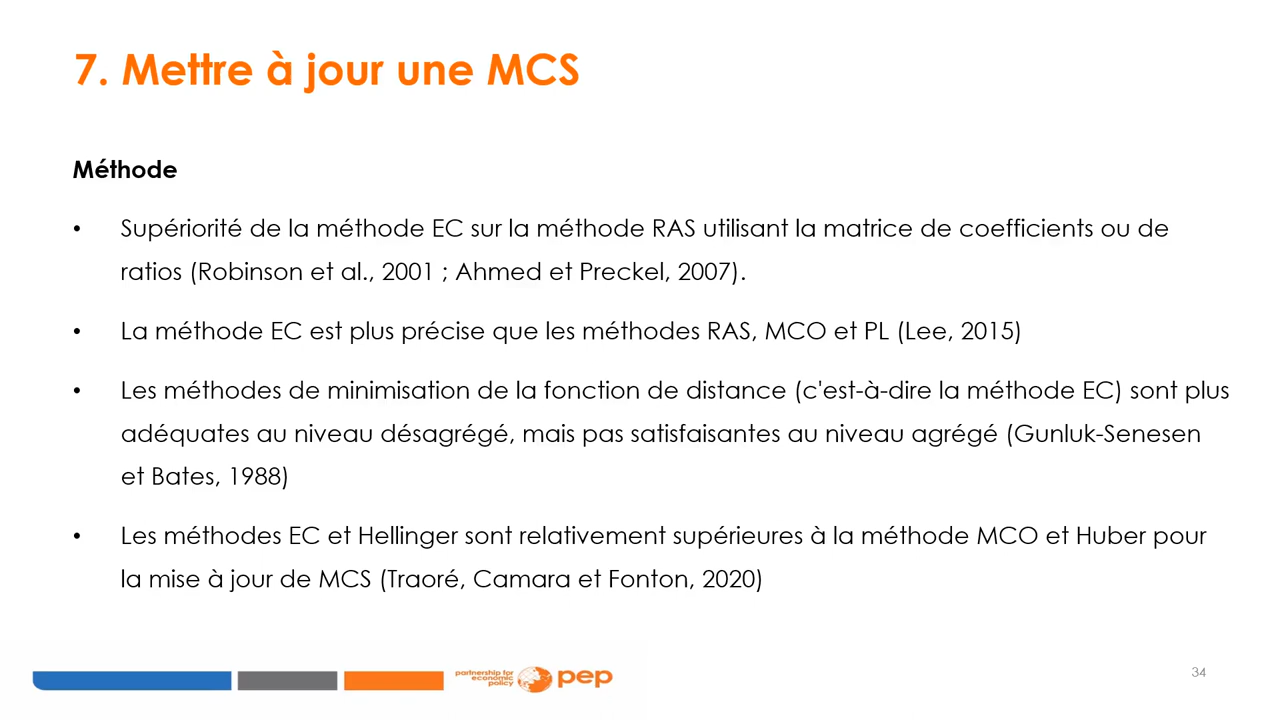 7. Mettre à jour une MCS
Méthode
• Supériorité de la méthode EC sur la méthode RAS utilisant la matrice de coefficients ou de
ratios (Robinson et al., 2001 ; Ahmed et Preckel, 2007).
• La méthode EC est plus précise que les méthodes RAS, MCO et PL (Lee, 2015)
• Les méthodes de minimisation de la fonction de distance (c'est-à-dire la méthode EC) sont plus
adéquates au niveau désagrégé, mais pas satisfaisantes au niveau agrégé (Gunluk-Senesen
et Bates, 1988)
• Les méthodes EC et Hellinger sont relativement supérieures à la méthode MCO et Huber pour
la mise à jour de MCS (Traoré, Camara et Fonton, 2020)
partnership for
economic
policy
pep
34